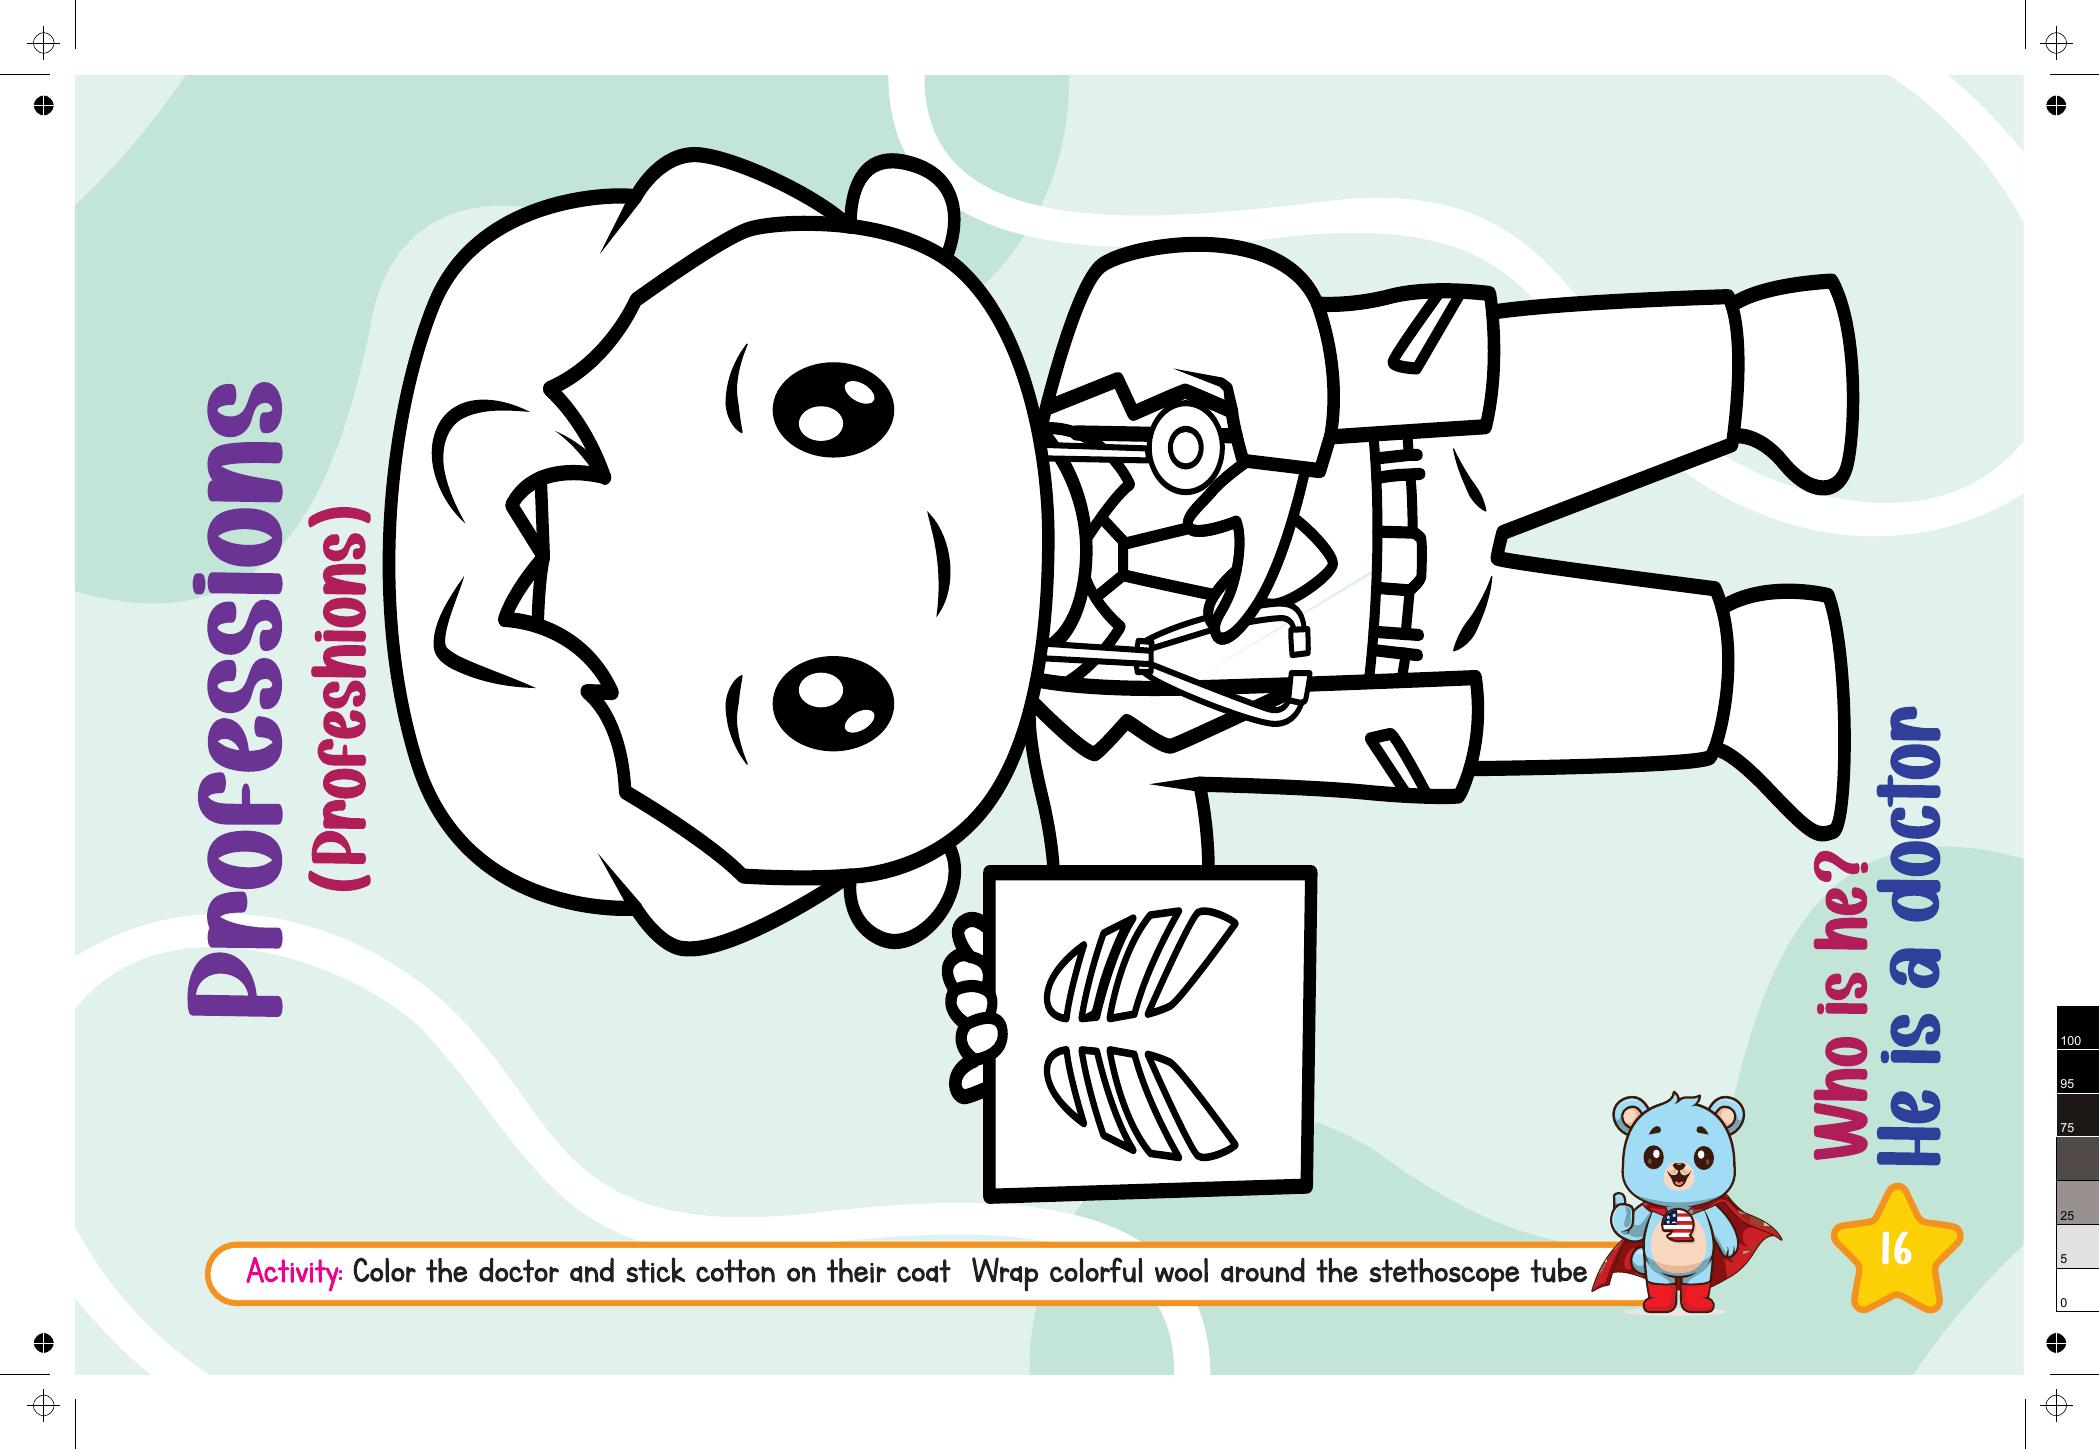 Professions
(Profeshions)
Who is he?
He is a doctor
Activity: Color the doctor and stick cotton on their coat Wrap colorful wool around the stethoscope tube
16
100
95
75
25
5
0